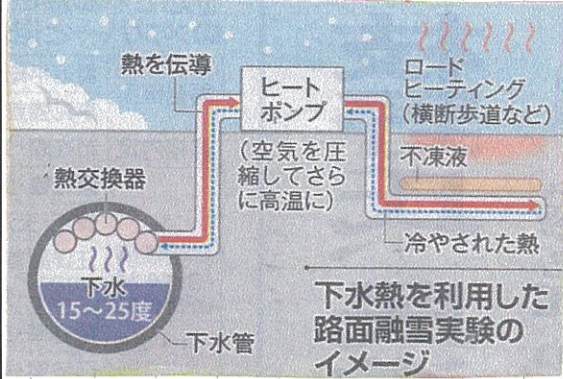 熱を伝導
ヒート
ポンプ
(空気を圧
縮してさら
に高温に)
ロード
ヒーティング
(横断歩道など)
不凍液
熱交換器
下水
15〜25度
下水管
冷やされた熱
下水熱を利用した
路面融雪実験の
イメージ